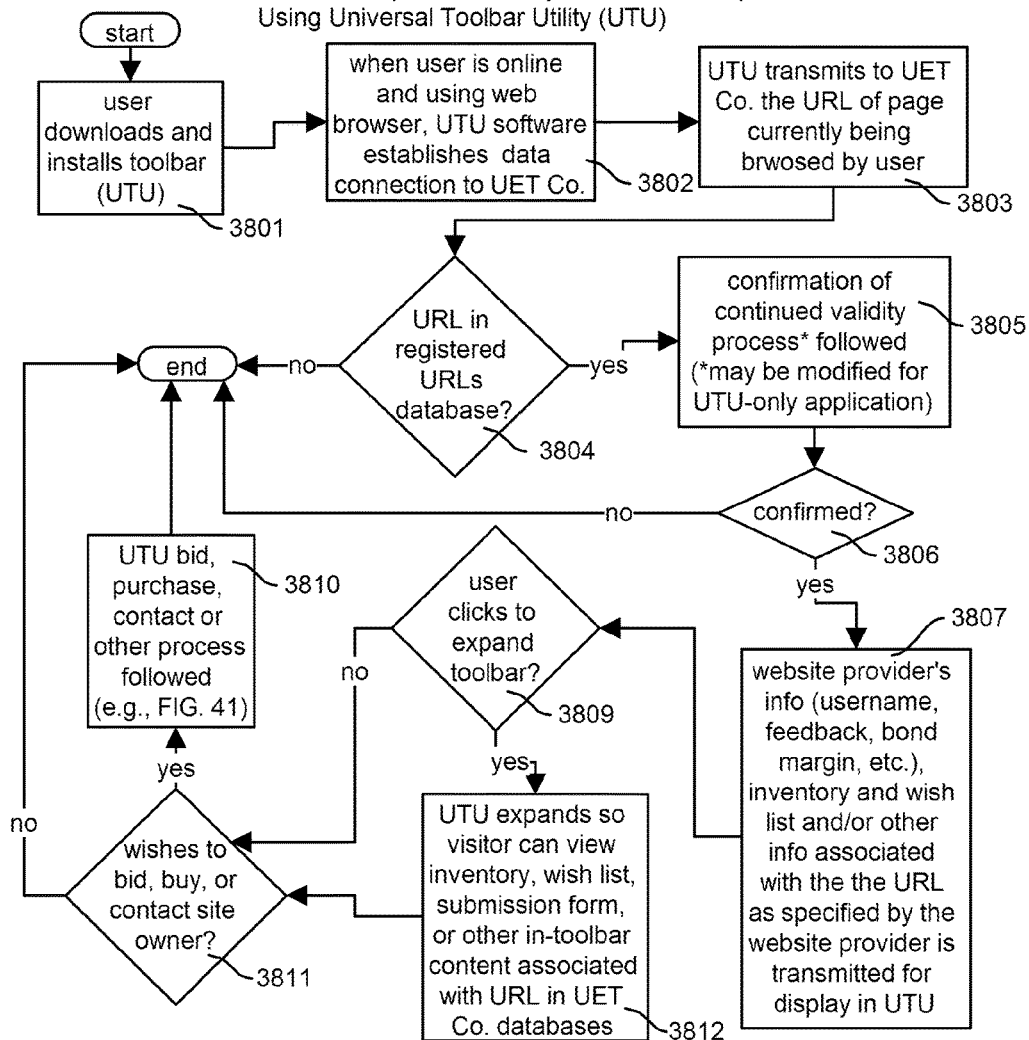 Using Universal Toolbar Utility (UTU)
start
user
downloads and
installs toolbar
(UTU)
3801
when user is online
and using web
browser, UTU software
establishes data
connection to UET Co.
3802
UTU transmits to UET
Co. the URL of page
currently being
brwosed by user
3803
URL in
registered
URLs
database?
3804
no
end
yes
confirmation of
continued validity
process* followed
(*may be modified for
UTU-only application)
3805
confirmed?
3806
no
yes
3807
website provider's
info (username,
feedback, bond
margin, etc.),
inventory and wish
list and/or other
info associated
with the the URL
as specified by the
website provider is
transmitted for
display in UTU
user
clicks to
expand
toolbar?
3809
no
yes
UTU expands so
visitor can view
inventory, wish list,
submission form,
or other in-toolbar
content associated
with URL in UET
Co. databases
3812
wishes to
bid, buy, or
contact site
owner?
3811
no
yes
UTU bid,
purchase,
contact or
other process
followed
(e.g., FIG. 41)
3810